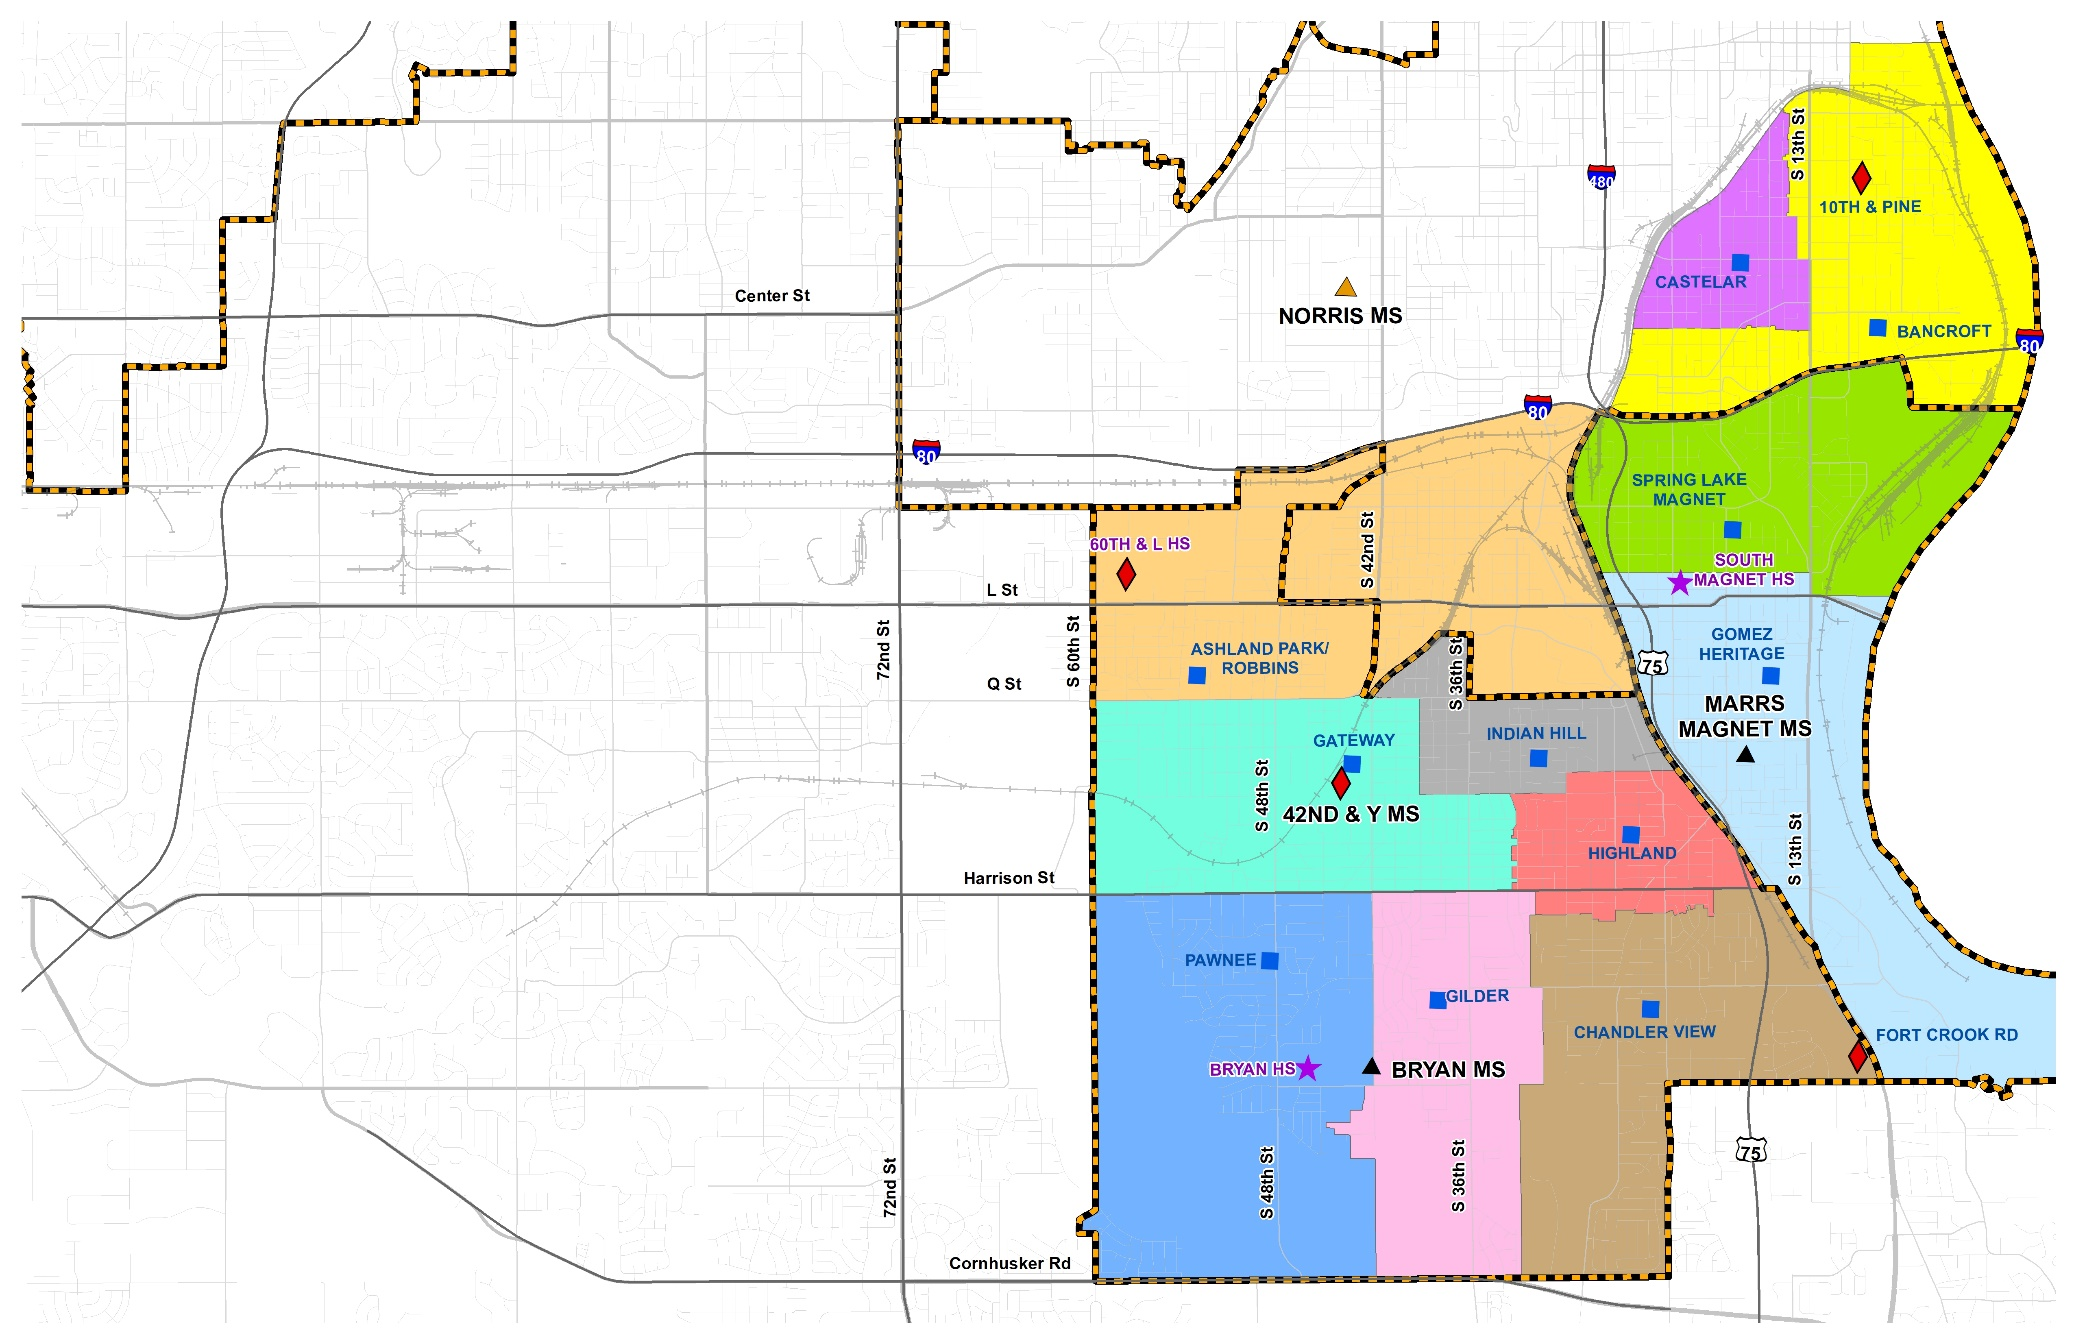 S 13th St
480
10TH & PINE
CASTELAR
Center St
NORRIS MS
BANCROFT
80
80
80
SPRING LAKE
MAGNET
S 42nd St
60TH & L HS
SOUTH
MAGNET HS
L St
72nd St
S 60th St
ASHLAND PARK/
ROBBINS
S 36th St
75
GOMEZ
HERITAGE
Q St
MARRS
MAGNET MS
GATEWAY
INDIAN HILL
S 48th St
42ND & Y MS
HIGHLAND
S 13th St
Harrison St
PAWNEE
GILDER
CHANDLER VIEW
FORT CROOK RD
BRYAN HS
BRYAN MS
72nd St
S 48th St
S 36th St
75
Cornhusker Rd